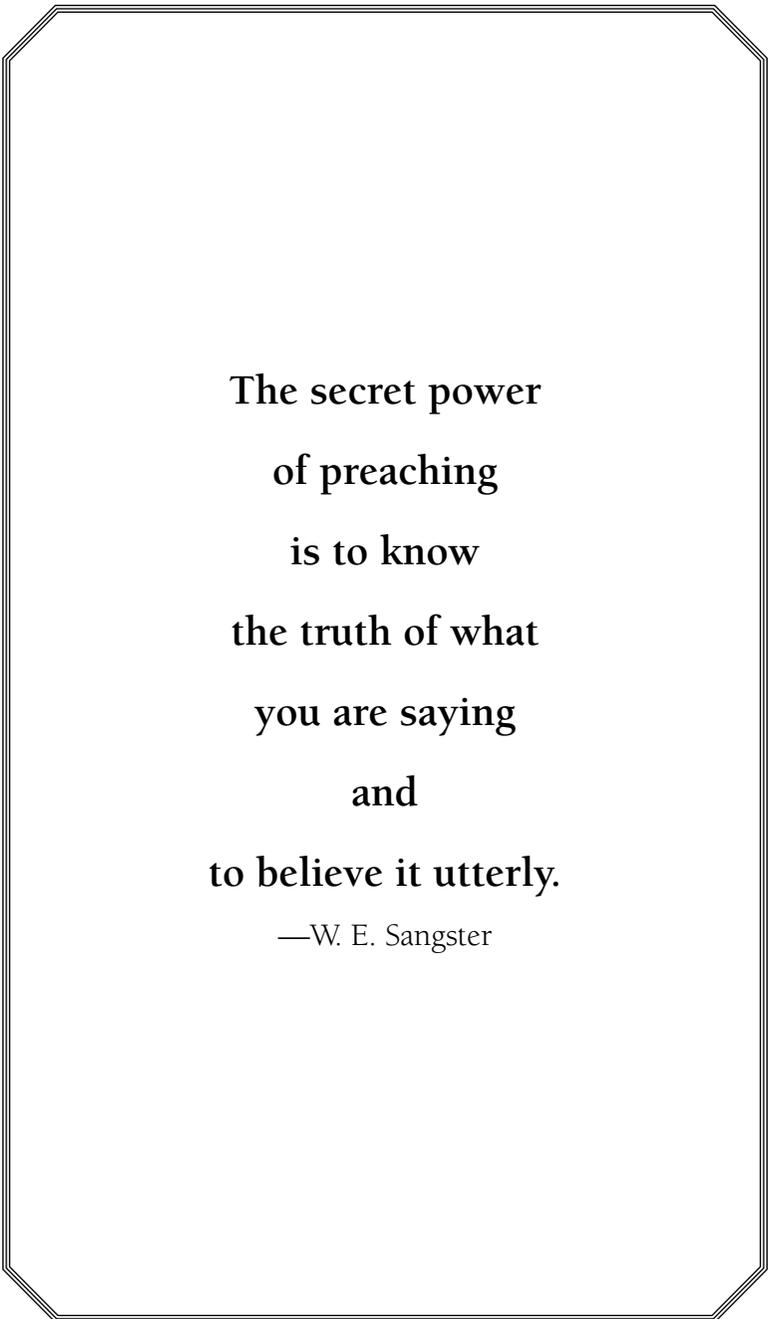 The secret power
of preaching
is to know
the truth of what
you are saying
and
to believe it utterly.
—W. E. Sangster